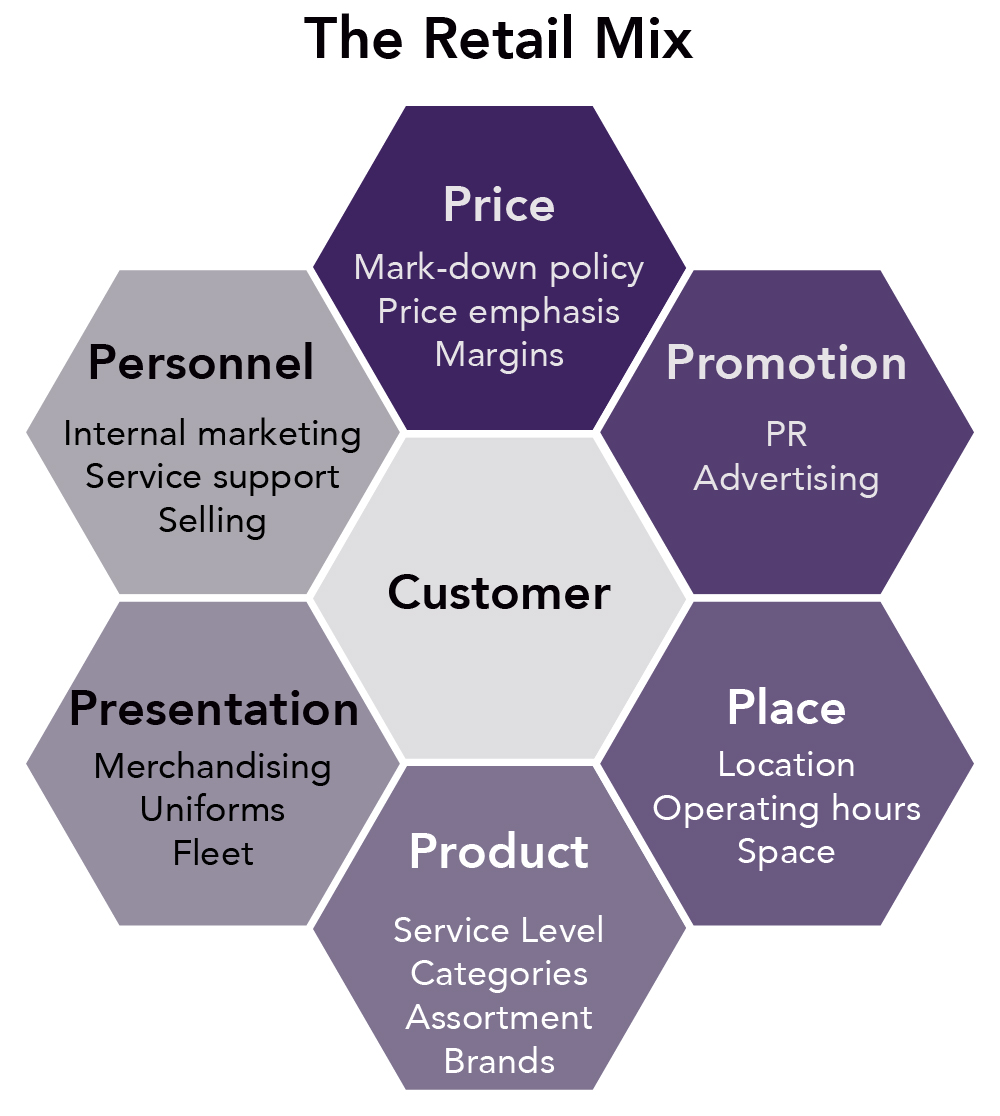 The Retail Mix
Price
Mark-down policy
Price emphasis
Margins
Promotion
PR
Advertising
Place
Location
Operating hours
Space
Product
Service Level
Categories
Assortment
Brands
Presentation
Merchandising
Uniforms
Fleet
Personnel
Internal marketing
Service support
Selling
Customer